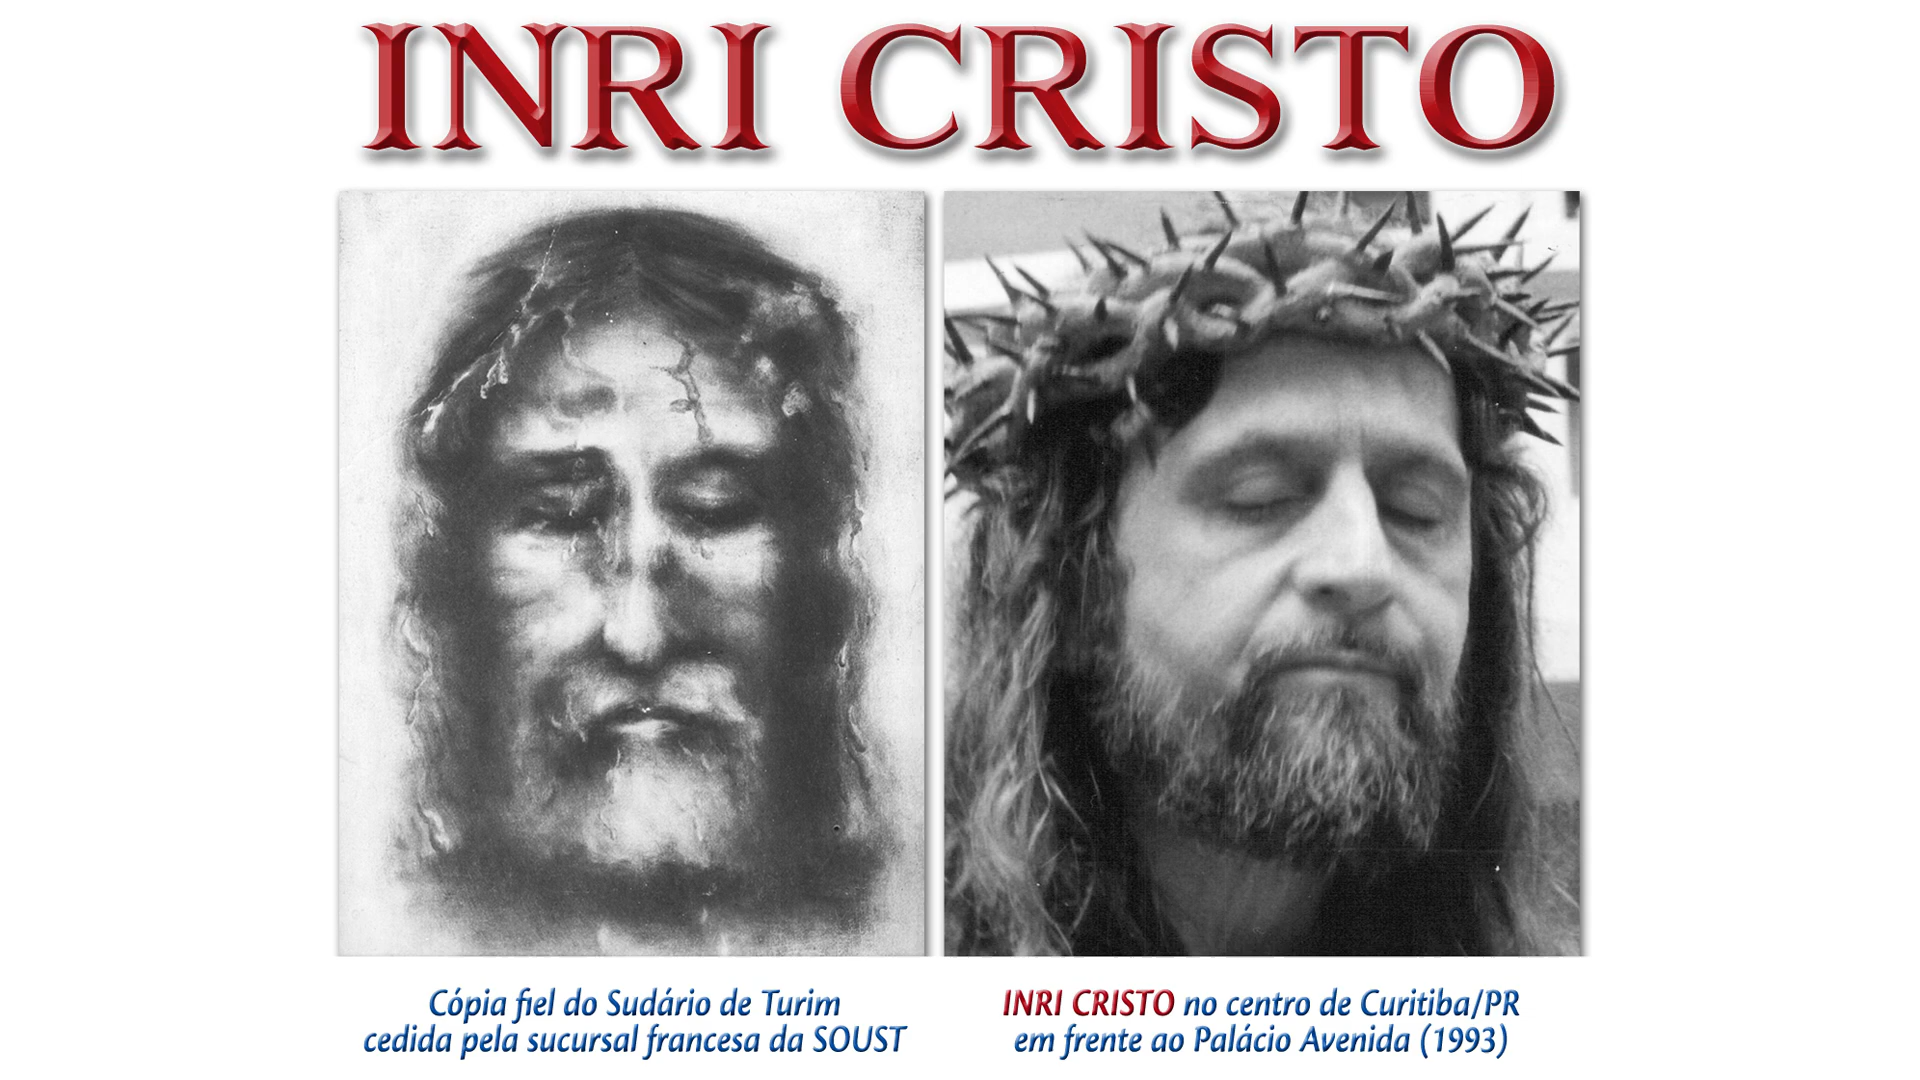 INRI CRISTO
Cópia fiel do Sudário de Turim
cedida pela sucursal francesa da SOUST
INRI CRISTO no centro de Curitiba/PR
em frente ao Palácio Avenida (1993)